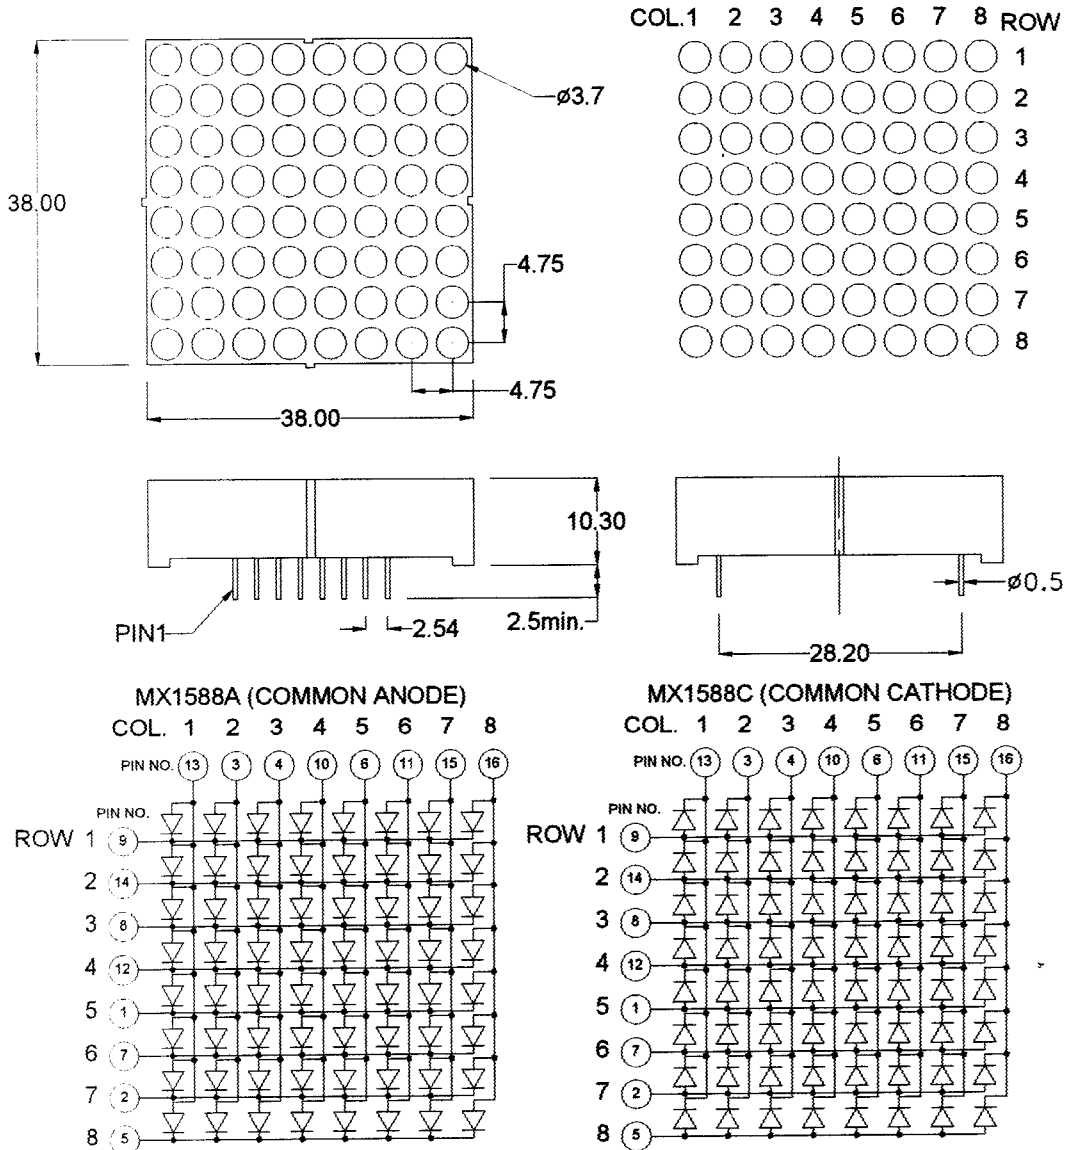 COL.1 2 3 4 5 6 7 8 ROW
1
2
3
4
5
6
7
8
ø3.7
38.00
4.75
4.75
38.00
10.30
2.5min.
2.54
PIN1
ø0.5
28.20
MX1588A (COMMON ANODE)
COL. 1 2 3 4 5 6 7 8
PIN NO. 13 3 4 10 6 11 15 16
PIN NO.
ROW 1 9
2 14
3 8
4 12
5 1
6 7
7 2
8 5
MX1588C (COMMON CATHODE)
COL. 1 2 3 4 5 6 7 8
PIN NO. 13 3 4 10 6 11 15 16
PIN NO.
ROW 1 9
2 14
3 8
4 12
5 1
6 7
7 2
8 5